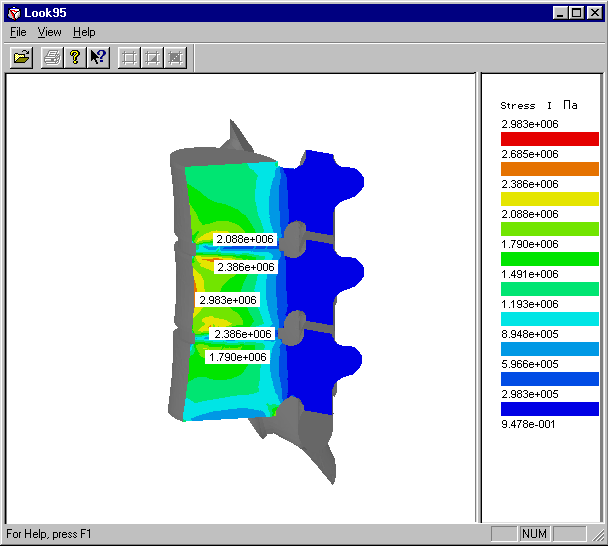 Look95
File View Help
Stress I Па
2.983e+006
2.685e+006
2.386e+006
2.088e+006
1.790e+006
1.491e+006
1.193e+006
8.948e+005
5.966e+005
2.983e+005
9.478e-001
2.088e+006
2.386e+006
2.983e+006
2.386e+006
1.790e+006
For Help, press F1
NUM